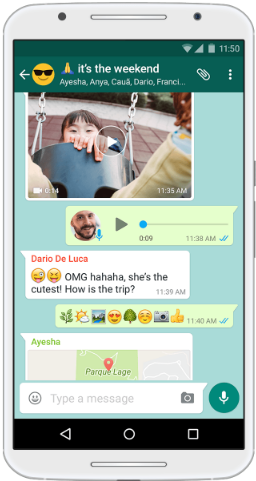 11:50
🙏 it's the weekend
Ayesha, Anya, Cauã, Dario, Franci...
0:14
11:35 AM
0:09
11:38 AM
Dario De Luca
😜😝 OMG hahaha, she's the
cutest! How is the trip?
11:39 AM
🌿🌤🏞😍🌳☺📷👍
11:40 AM
Ayesha
Parque Lage
Type a message